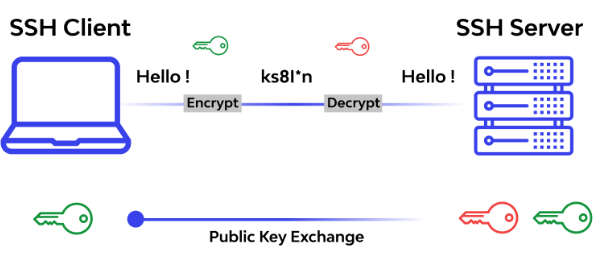 SSH Client
SSH Server
Hello !
ks8l*n
Hello !
Encrypt
Decrypt
Public Key Exchange